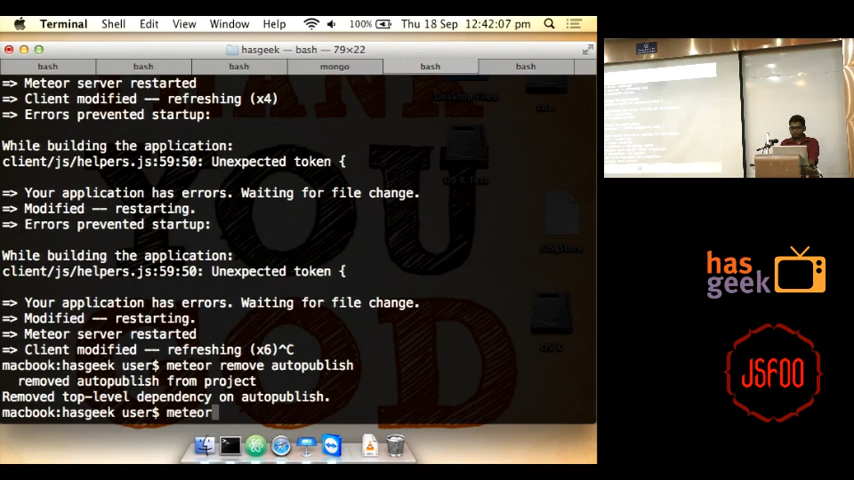 Terminal Shell Edit View Window Help 100% Thu 18 Sep 12:42:07 pm
hasgeek — bash — 79×22
bash bash bash mongo bash bash
=> Meteor server restarted
=> Client modified -- refreshing (x4)
=> Errors prevented startup:
While building the application:
client/js/helpers.js:59:50: Unexpected token {
=> Your application has errors. Waiting for file change.
=> Modified -- restarting.
=> Errors prevented startup:
While building the application:
client/js/helpers.js:59:50: Unexpected token {
=> Your application has errors. Waiting for file change.
=> Modified -- restarting.
=> Meteor server restarted
=> Client modified -- refreshing (x6)^C
macbook:hasgeek user$ meteor remove autopublish
removed autopublish from project
Removed top-level dependency on autopublish.
macbook:hasgeek user$ meteor
YOU
has
geek
JSFOO